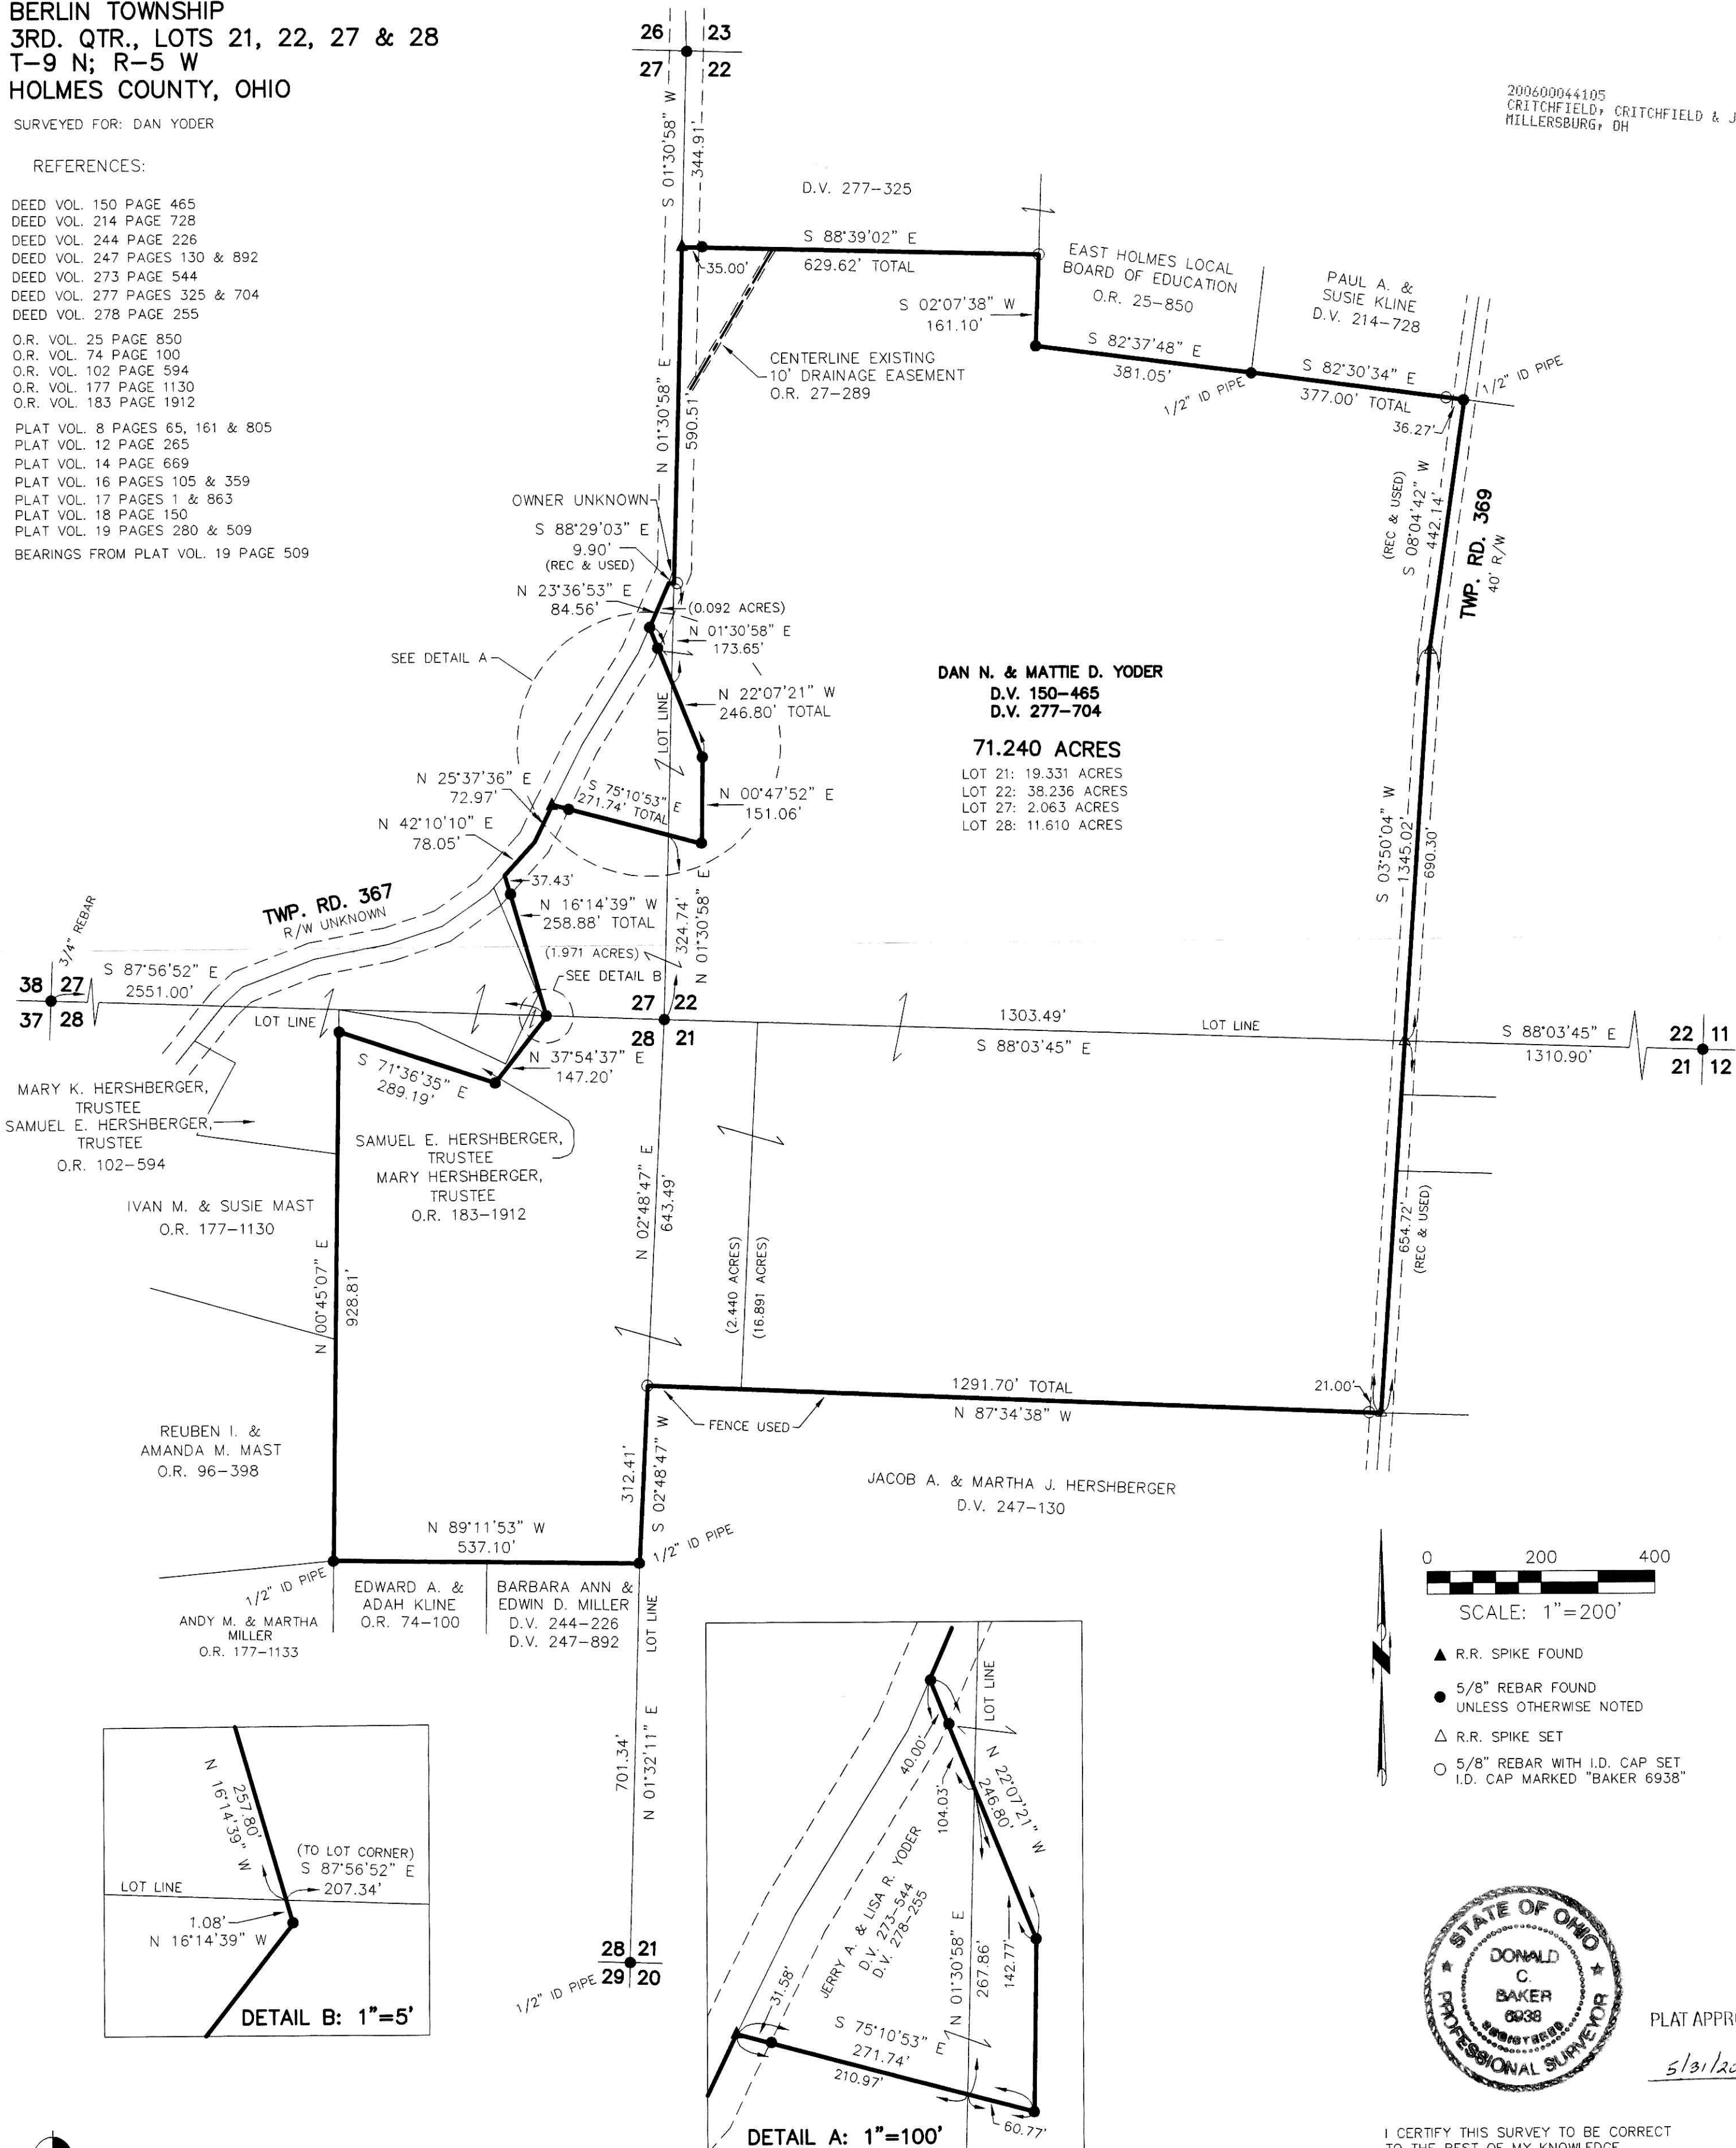 BERLIN TOWNSHIP
3RD. QTR., LOTS 21, 22, 27 & 28
T-9 N; R-5 W
HOLMES COUNTY, OHIO
SURVEYED FOR: DAN YODER
REFERENCES:
DEED VOL. 150 PAGE 465
DEED VOL. 214 PAGE 728
DEED VOL. 244 PAGE 226
DEED VOL. 247 PAGES 130 & 892
DEED VOL. 273 PAGE 544
DEED VOL. 277 PAGES 325 & 704
DEED VOL. 278 PAGE 255
O.R. VOL. 25 PAGE 850
O.R. VOL. 74 PAGE 100
O.R. VOL. 102 PAGE 594
O.R. VOL. 177 PAGE 1130
O.R. VOL. 183 PAGE 1912
PLAT VOL. 8 PAGES 65, 161 & 805
PLAT VOL. 12 PAGE 265
PLAT VOL. 14 PAGE 669
PLAT VOL. 16 PAGES 105 & 359
PLAT VOL. 17 PAGES 1 & 863
PLAT VOL. 18 PAGE 150
PLAT VOL. 19 PAGES 280 & 509
BEARINGS FROM PLAT VOL. 19 PAGE 509
200600044105
CRITCHFIELD, CRITCHFIELD & J
MILLERSBURG, OH
26 23
27 22
S 01°30'58" W
344.91'
D.V. 277-325
S 88°39'02" E
629.62' TOTAL
35.00'
S 02°07'38" W
161.10'
EAST HOLMES LOCAL
BOARD OF EDUCATION
O.R. 25-850
PAUL A. &
SUSIE KLINE
D.V. 214-728
S 82°37'48" E
381.05'
S 82°30'34" E
377.00' TOTAL
1/2" ID PIPE
1/2" ID PIPE
36.27'
CENTERLINE EXISTING
10' DRAINAGE EASEMENT
O.R. 27-289
N 01°30'58" E
590.51'
(REC & USED)
S 08°04'42" W
442.14'
TWP. RD. 369
40' R/W
OWNER UNKNOWN
S 88°29'03" E
9.90'
(REC & USED)
N 23°36'53" E
84.56'
(0.092 ACRES)
N 01°30'58" E
173.65'
SEE DETAIL A
N 22°07'21" W
246.80' TOTAL
LOT LINE
DAN N. & MATTIE D. YODER
D.V. 150-465
D.V. 277-704
71.240 ACRES
LOT 21: 19.331 ACRES
LOT 22: 38.236 ACRES
LOT 27: 2.063 ACRES
LOT 28: 11.610 ACRES
N 25°37'36" E
72.97'
S 75°10'53" E
271.74' TOTAL
N 00°47'52" E
151.06'
N 42°10'10" E
78.05'
S 03°50'04" W
1345.02'
690.30'
37.43'
N 16°14'39" W
258.88' TOTAL
324.74'
N 01°30'58" E
TWP. RD. 367
R/W UNKNOWN
3/4" REBAR
(1.971 ACRES)
SEE DETAIL B
38 27
37 28
S 87°56'52" E
2551.00'
LOT LINE
27 22
28 21
1303.49'
S 88°03'45" E
LOT LINE
S 88°03'45" E
1310.90'
22 11
21 12
N 37°54'37" E
147.20'
S 71°36'35" E
289.19'
MARY K. HERSHBERGER,
TRUSTEE
SAMUEL E. HERSHBERGER,
TRUSTEE
O.R. 102-594
SAMUEL E. HERSHBERGER,
TRUSTEE
MARY HERSHBERGER,
TRUSTEE
O.R. 183-1912
IVAN M. & SUSIE MAST
O.R. 177-1130
N 00°45'07" E
928.81'
N 02°48'47" E
643.49'
(2.440 ACRES)
(16.891 ACRES)
654.72'
(REC & USED)
1291.70' TOTAL
N 87°34'38" W
21.00'
FENCE USED
REUBEN I. &
AMANDA M. MAST
O.R. 96-398
312.41'
S 02°48'47" W
JACOB A. & MARTHA J. HERSHBERGER
D.V. 247-130
N 89°11'53" W
537.10'
1/2" ID PIPE
1/2" ID PIPE
ANDY M. & MARTHA
MILLER
O.R. 177-1133
EDWARD A. &
ADAH KLINE
O.R. 74-100
BARBARA ANN &
EDWIN D. MILLER
D.V. 244-226
D.V. 247-892
LOT LINE
701.34'
N 01°32'11" E
28 21
29 20
1/2" ID PIPE
0 200 400
SCALE: 1"=200'
R.R. SPIKE FOUND
5/8" REBAR FOUND
UNLESS OTHERWISE NOTED
R.R. SPIKE SET
5/8" REBAR WITH I.D. CAP SET
I.D. CAP MARKED "BAKER 6938"
257.80'
N 16°14'39" W
(TO LOT CORNER)
S 87°56'52" E
207.34'
LOT LINE
1.08'
N 16°14'39" W
DETAIL B: 1"=5'
LOT LINE
40.00'
104.03'
N 22°07'21" W
246.80'
JERRY A. & LISA R. YODER
D.V. 273-544
D.V. 278-255
31.58'
N 01°30'58" E
267.86'
142.77'
S 75°10'53" E
271.74'
210.97'
60.77'
DETAIL A: 1"=100'
STATE OF OHIO
DONALD
C.
BAKER
6938
REGISTERED
PROFESSIONAL SURVEYOR
PLAT APPR
5/31/20
I CERTIFY THIS SURVEY TO BE CORRECT
TO THE BEST OF MY KNOWLEDGE